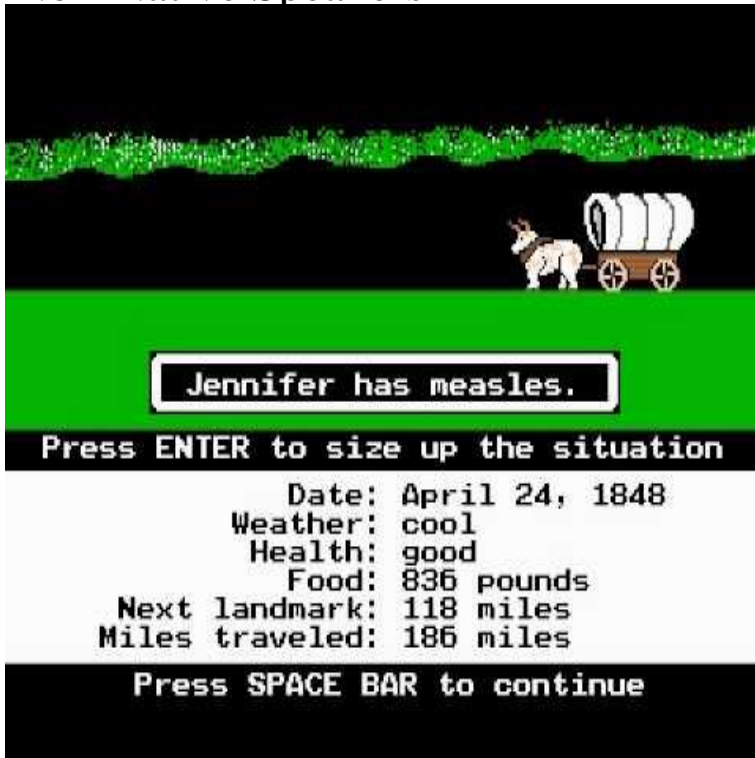 Jennifer has measles.
Press ENTER to size up the situation
Date: April 24, 1848
Weather: cool
Health: good
Food: 836 pounds
Next landmark: 118 miles
Miles traveled: 186 miles
Press SPACE BAR to continue